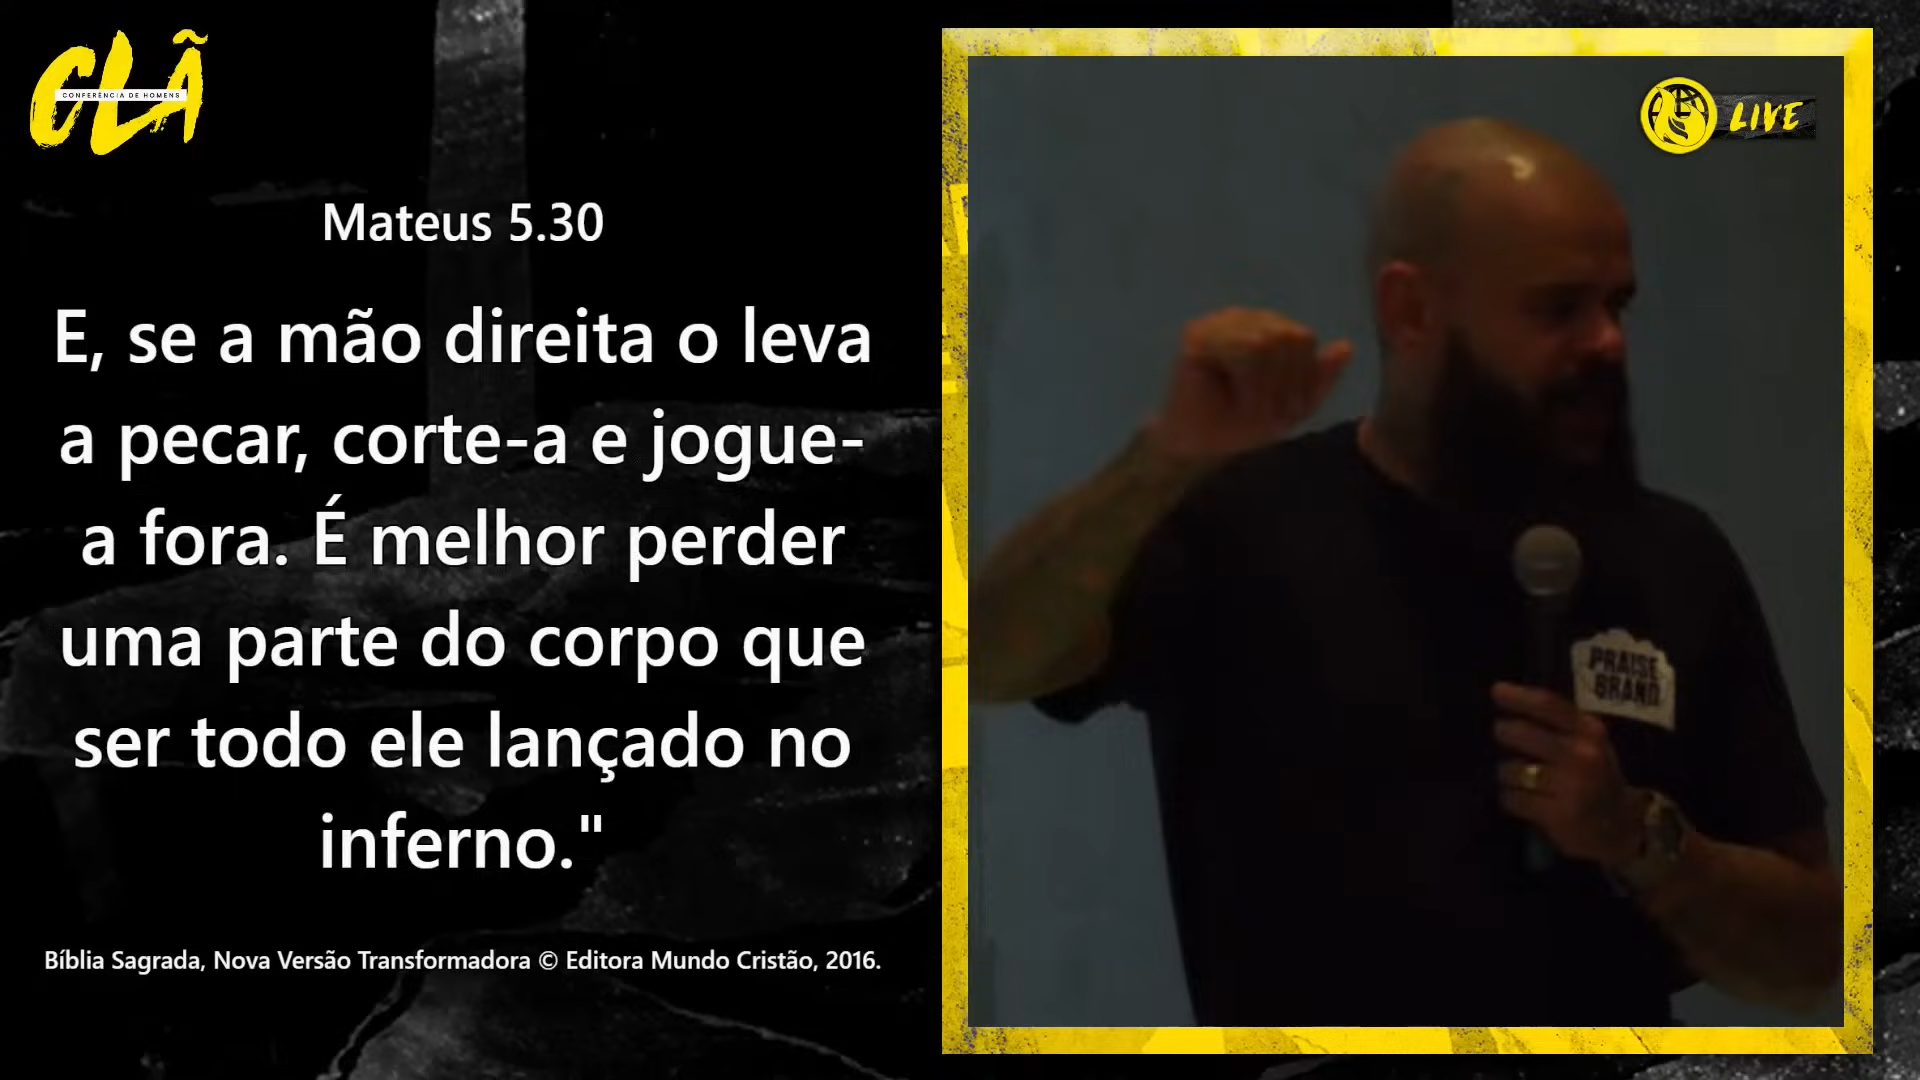 CLÃ
CONFERÊNCIA DE HOMENS
Mateus 5.30
E, se a mão direita o leva
a pecar, corte-a e jogue-
a fora. É melhor perder
uma parte do corpo que
ser todo ele lançado no
inferno."
Bíblia Sagrada, Nova Versão Transformadora © Editora Mundo Cristão, 2016.
LIVE
PRAISE
BRAND